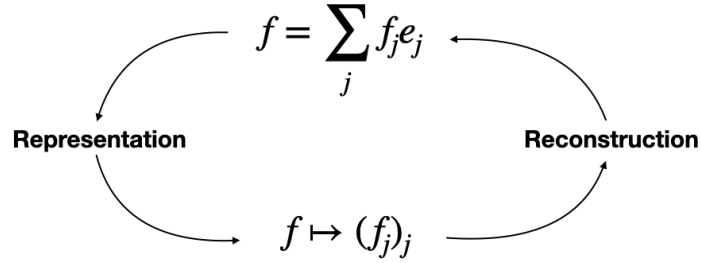 f = ∑_j f_j e_j
Representation
Reconstruction
f ↦ (f_j)_j